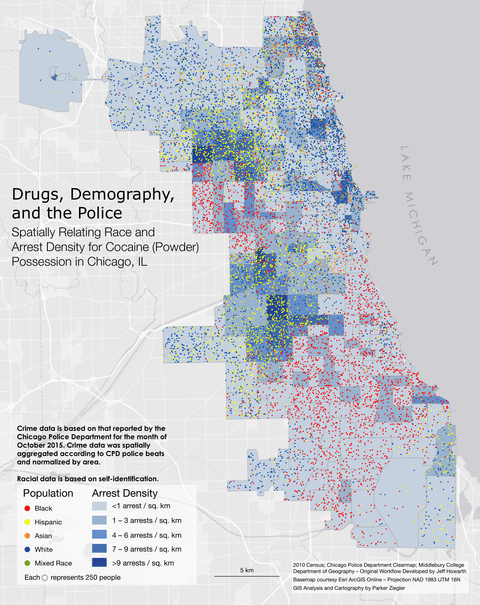 LAKE MICHIGAN
Drugs, Demography,
and the Police
Spatially Relating Race and
Arrest Density for Cocaine (Powder)
Possession in Chicago, IL
Crime data is based on that reported by the
Chicago Police Department for the month of
October 2015. Crime data was spatially
aggregated according to CPD police beats
and normalized by area.
Racial data is based on self-identification.
Population
Black
Hispanic
Asian
White
Mixed Race
Each ○ represents 250 people
Arrest Density
<1 arrest / sq. km
1 – 3 arrests / sq. km
4 – 6 arrests / sq. km
7 – 9 arrests / sq. km
>9 arrests / sq. km
5 km
2010 Census; Chicago Police Department Clearmap; Middlebury College
Department of Geography – Original Workflow Developed by Jeff Howarth
Basemap courtesy Esri ArcGIS Online – Projection NAD 1983 UTM 16N
GIS Analysis and Cartography by Parker Ziegler